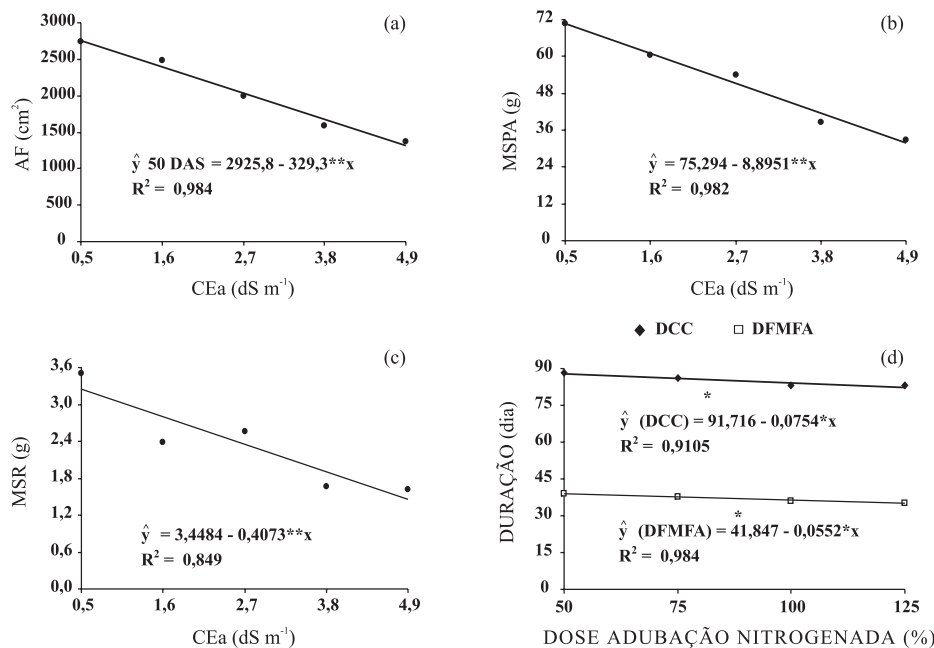 (a)
3000
2500
2000
1500
1000
500
0
AF (cm²)
ŷ 50 DAS = 2925,8 - 329,3**x
R² = 0,984
0,5 1,6 2,7 3,8 4,9
CEa (dS m⁻¹)
(b)
72
60
48
36
24
12
0
MSPA (g)
ŷ = 75,294 - 8,8951**x
R² = 0,982
0,5 1,6 2,7 3,8 4,9
CEa (dS m⁻¹)
(c)
3,6
3,0
2,4
1,8
1,2
0,6
0,0
MSR (g)
ŷ = 3,4484 - 0,4073**x
R² = 0,849
0,5 1,6 2,7 3,8 4,9
CEa (dS m⁻¹)
DCC DFMFA
(d)
90
75
60
45
30
15
0
DURAÇÃO (dia)
*
ŷ (DCC) = 91,716 - 0,0754*x
R² = 0,9105
*
ŷ (DFMFA) = 41,847 - 0,0552*x
R² = 0,984
50 75 100 125
DOSE ADUBAÇÃO NITROGENADA (%)